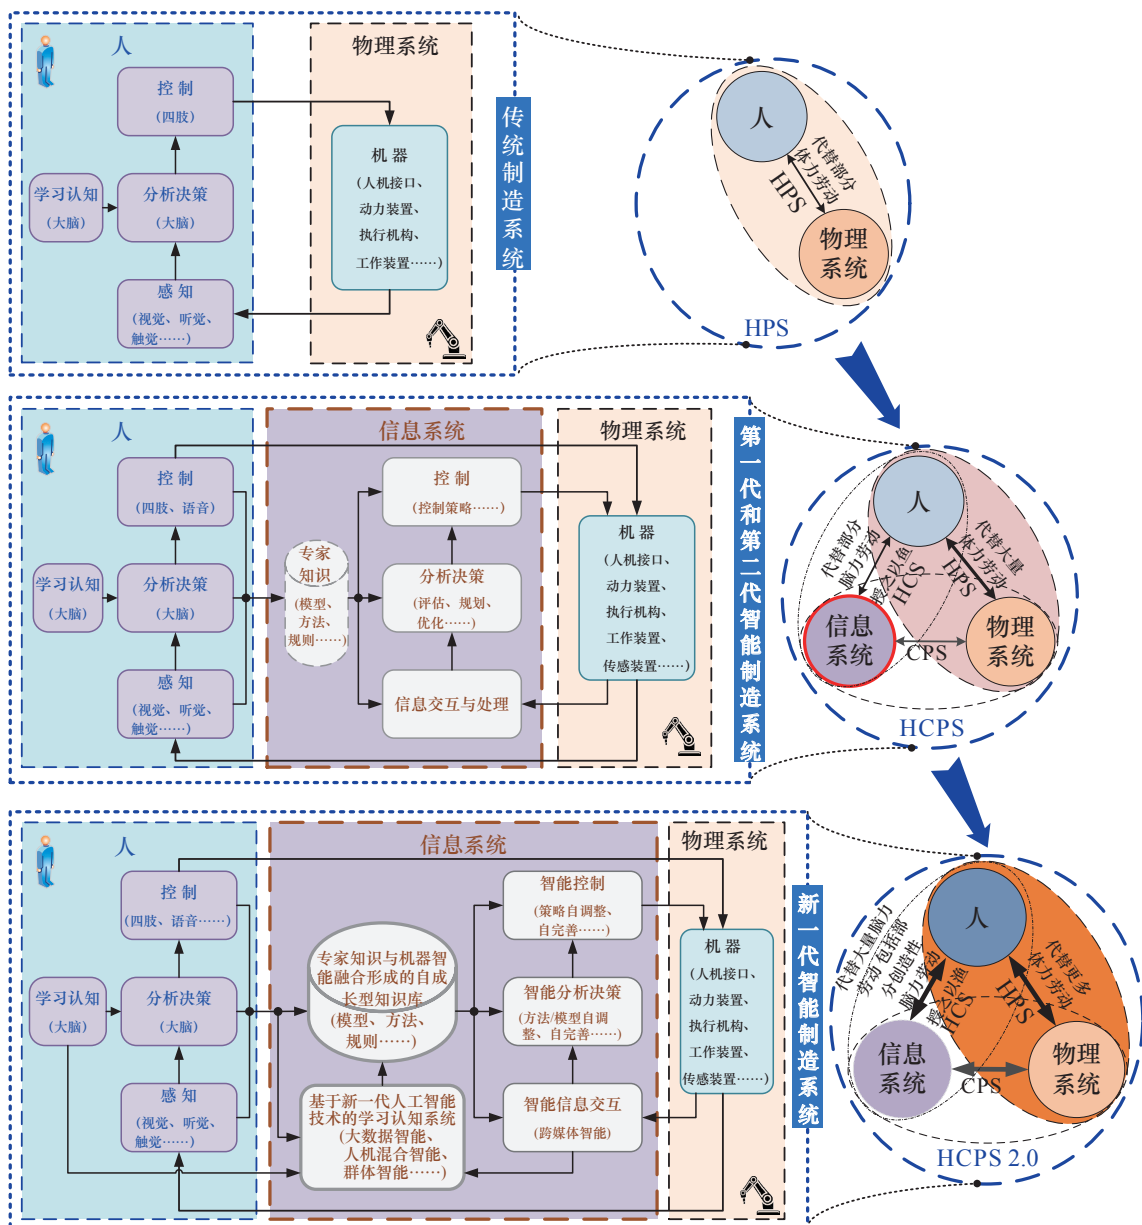 人
物理系统
控 制
(四肢)
学习认知
(大脑)
分析决策
(大脑)
感 知
(视觉、听觉、
触觉……)
机 器
(人机接口、
动力装置、
执行机构、
工作装置……)
传统制造系统
人
代替部分
体力劳动
HPS
物理
系统
HPS
人
信息系统
物理系统
控 制
(四肢、语音)
学习认知
(大脑)
分析决策
(大脑)
感 知
(视觉、听觉、
触觉……)
专家
知识
(模型、
方法、
规则……)
控 制
(控制策略……)
分析决策
(评估、规划、
优化……)
信息交互与处理
机 器
(人机接口、
动力装置、
执行机构、
工作装置、
传感装置……)
第一代和第二代智能制造系统
人
代替部分
脑力劳动
授之以鱼
HCS
代替大量
体力劳动
HPS
信息
系统
CPS
物理
系统
HCPS
人
信息系统
物理系统
控 制
(四肢、语音……)
学习认知
(大脑)
分析决策
(大脑)
感 知
(视觉、听觉、
触觉……)
专家知识与机器智
能融合形成的自成
长型知识库
(模型、方法、
规则……)
基于新一代人工智能
技术的学习认知系统
(大数据智能、
人机混合智能、
群体智能……)
智能控制
(策略自调整、
自完善……)
智能分析决策
(方法/模型自调
整、自完善……)
智能信息交互
(跨媒体智能)
机 器
(人机接口、
动力装置、
执行机构、
工作装置、
传感装置……)
新一代智能制造系统
人
代替大量脑力
劳动 包括部
分创造性
脑力劳动
授之以渔
HCS
代替更多
体力劳动
HPS
信息
系统
CPS
物理
系统
HCPS 2.0